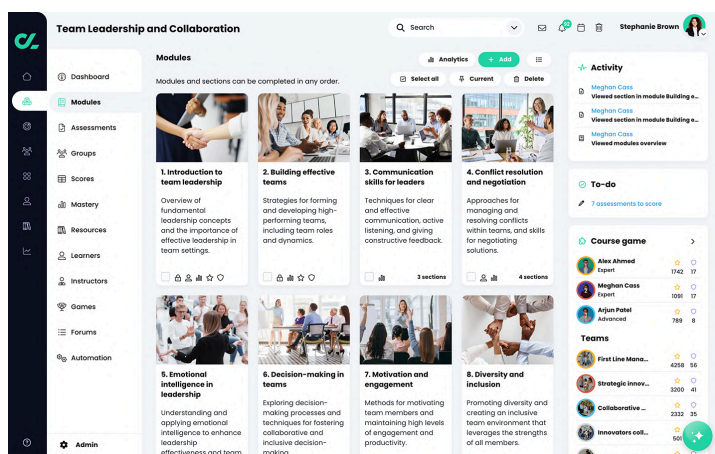 Team Leadership and Collaboration
Search
92
Stephanie Brown
Dashboard
Modules
Assessments
Groups
Scores
Mastery
Resources
Learners
Instructors
Games
Forums
Automation
Admin
Modules
Analytics
+ Add
Modules and sections can be completed in any order.
Select all
Current
Delete
1. Introduction to
team leadership
Overview of
fundamental
leadership concepts
and the importance of
effective leadership in
team settings.
2. Building effective
teams
Strategies for forming
and developing high-
performing teams,
including team roles
and dynamics.
3. Communication
skills for leaders
Techniques for clear
and effective
communication, active
listening, and giving
constructive feedback.
3 sections
4. Conflict resolution
and negotiation
Approaches for
managing and
resolving conflicts
within teams, and skills
for negotiating
solutions.
4 sections
5. Emotional
intelligence in
leadership
Understanding and
applying emotional
intelligence to enhance
leadership
effectiveness and team
6. Decision-making in
teams
Exploring decision-
making processes and
techniques for fostering
collaborative and
inclusive decision-
making.
7. Motivation and
engagement
Methods for motivating
team members and
maintaining high levels
of engagement and
productivity.
8. Diversity and
inclusion
Promoting diversity and
creating an inclusive
team environment that
leverages the strengths
of all members.
Activity
Meghan Cass
Viewed section in module Building e...
Meghan Cass
Viewed section in module Building e...
Meghan Cass
Viewed modules overview
To-do
7 assessments to score
Course game
Alex Ahmed
Expert
1742 17
Meghan Cass
Expert
1091 17
Arjun Patel
Advanced
789 8
Teams
First Line Mana...
4258 56
Strategic innov...
3200 41
Collaborative ...
2332 35
Innovators coll...
501